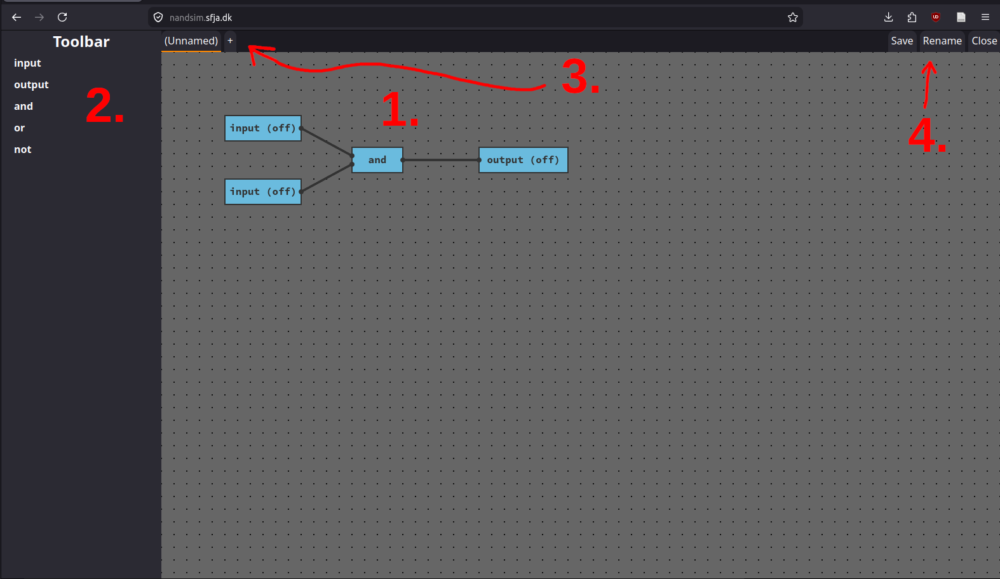 nandsim.sfja.dk
Toolbar
(Unnamed) +
Save Rename Close
input
output
and
or
not
2.
3.
1.
4.
input (off)
and
output (off)
input (off)